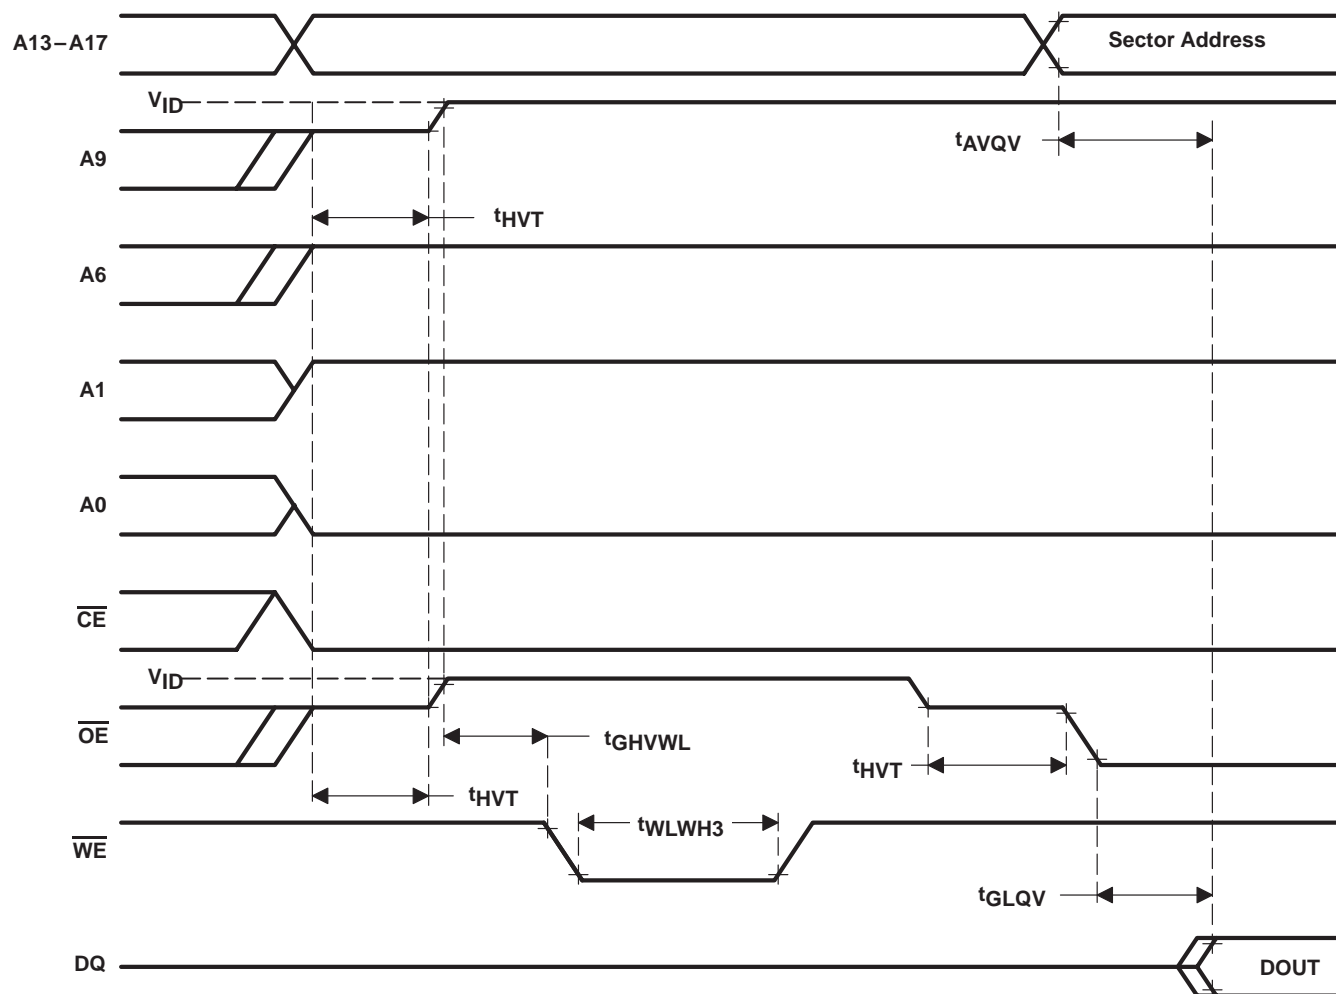 A13–A17
Sector Address
VID
tAVQV
A9
tHVT
A6
A1
A0
CE
VID
OE
tGHVWL
tHVT
tHVT
tWLWH3
WE
tGLQV
DQ
DOUT